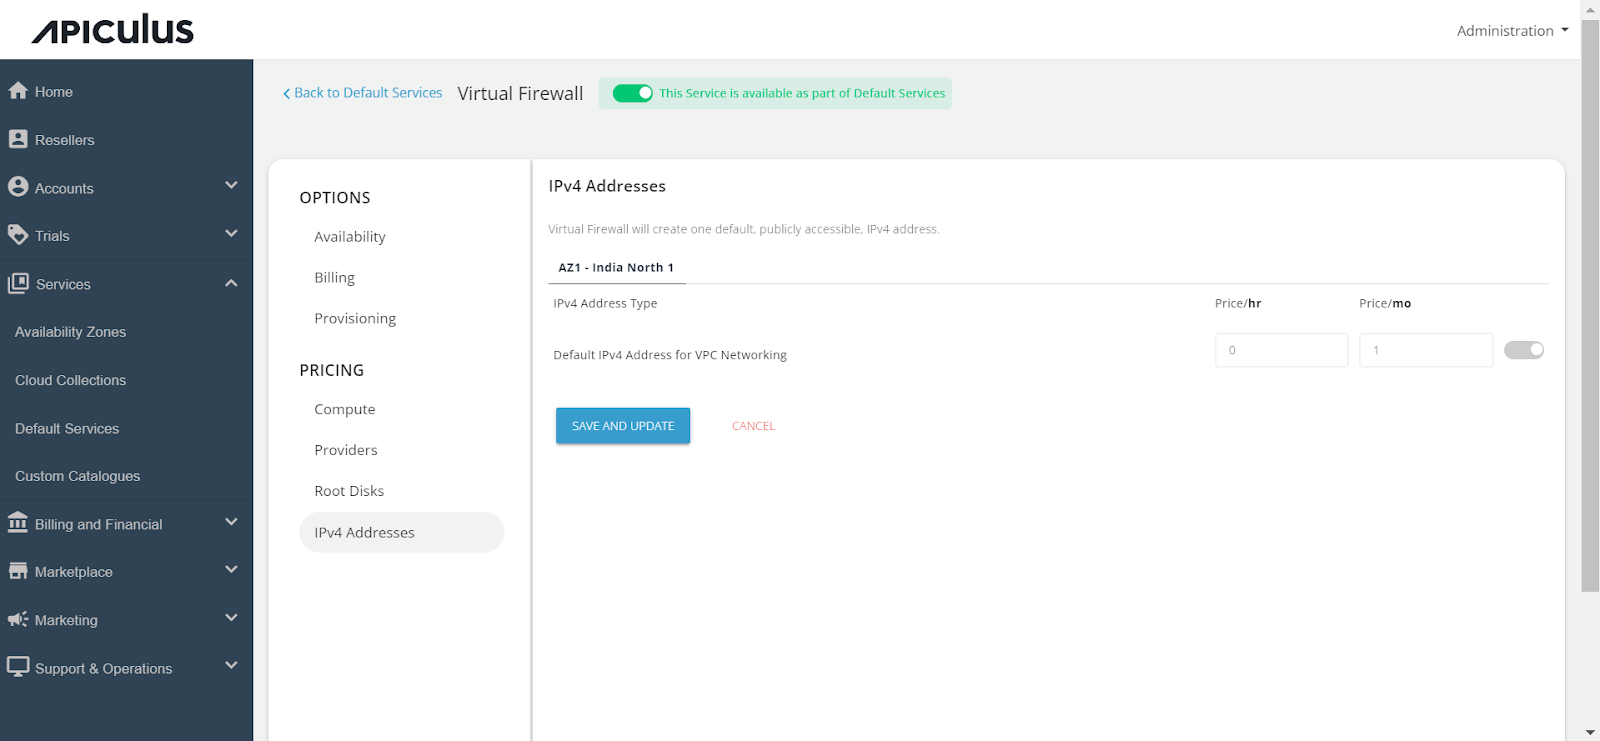 APICULUS
Administration
Home
Resellers
Accounts
Trials
Services
Availability Zones
Cloud Collections
Default Services
Custom Catalogues
Billing and Financial
Marketplace
Marketing
Support & Operations
Back to Default Services
Virtual Firewall
This Service is available as part of Default Services
OPTIONS
Availability
Billing
Provisioning
PRICING
Compute
Providers
Root Disks
IPv4 Addresses
IPv4 Addresses
Virtual Firewall will create one default, publicly accessible, IPv4 address.
AZ1 - India North 1
IPv4 Address Type Price/hr Price/mo
Default IPv4 Address for VPC Networking 0 1
SAVE AND UPDATE CANCEL